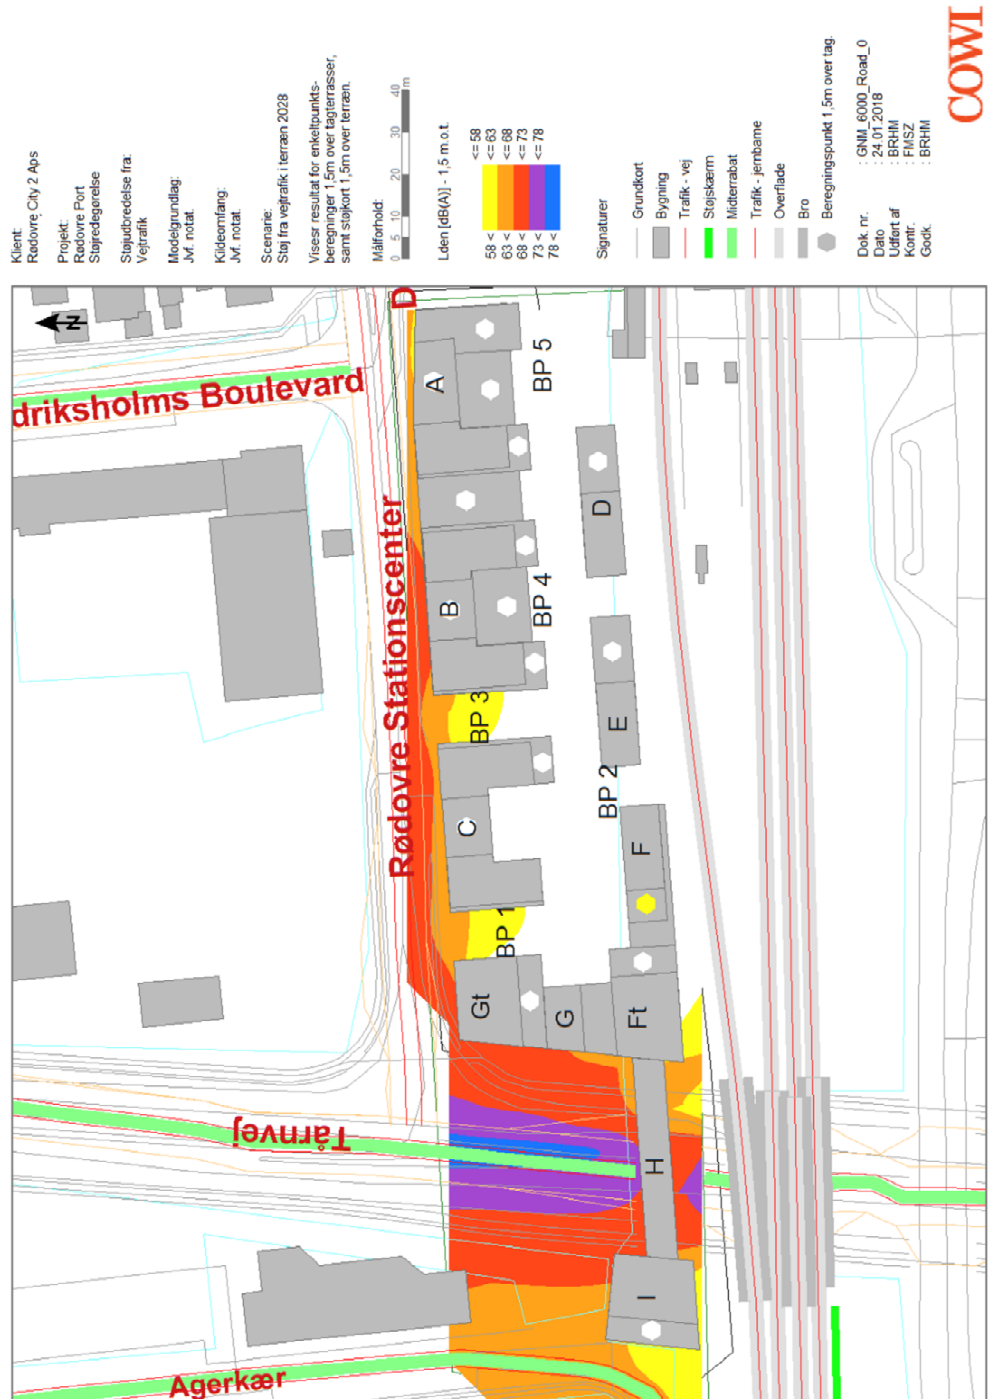 Klient:
Rødovre City 2 Aps
Projekt:
Rødovre Port
Støjredegørelse
Støjudbredelse fra:
Vejtrafik
Modelgrundlag:
Jvf. notat.
Kildeomfang:
Jvf. notat.
Scenarie:
Støj fra vejtrafik i terræen 2028
Viseser resultat for enkeltpunkts-
beregninger 1,5m over tagterrasser,
samt støjkort 1,5m over terræen.
Målforhold:
0 5 10 20 30 40
m
Lden [dB(A)] - 1,5 m.o.t.
<= 58
58 < <= 63
63 < <= 68
68 < <= 73
73 < <= 78
78 <
Signaturer
Grundkort
Bygning
Trafik - vej
Støjskærm
Midterrabat
Trafik - jernbarne
Overflade
Bro
Beregningspunkt 1,5m over tag.
Dok. nr. : GNM_6000_Road_0
Dato : 24.01.2018
Udført af : BRHM
Kontr. : FMSZ
Godk. : BRHM
COWI
N
driksholms Boulevard
D
Rødovre Stationscenter
Tårnvej
Agerkær
A
BP 5
B
BP 4
D
BP 3
E
C
BP 2
F
BP 1
Gt
G
Ft
H
I